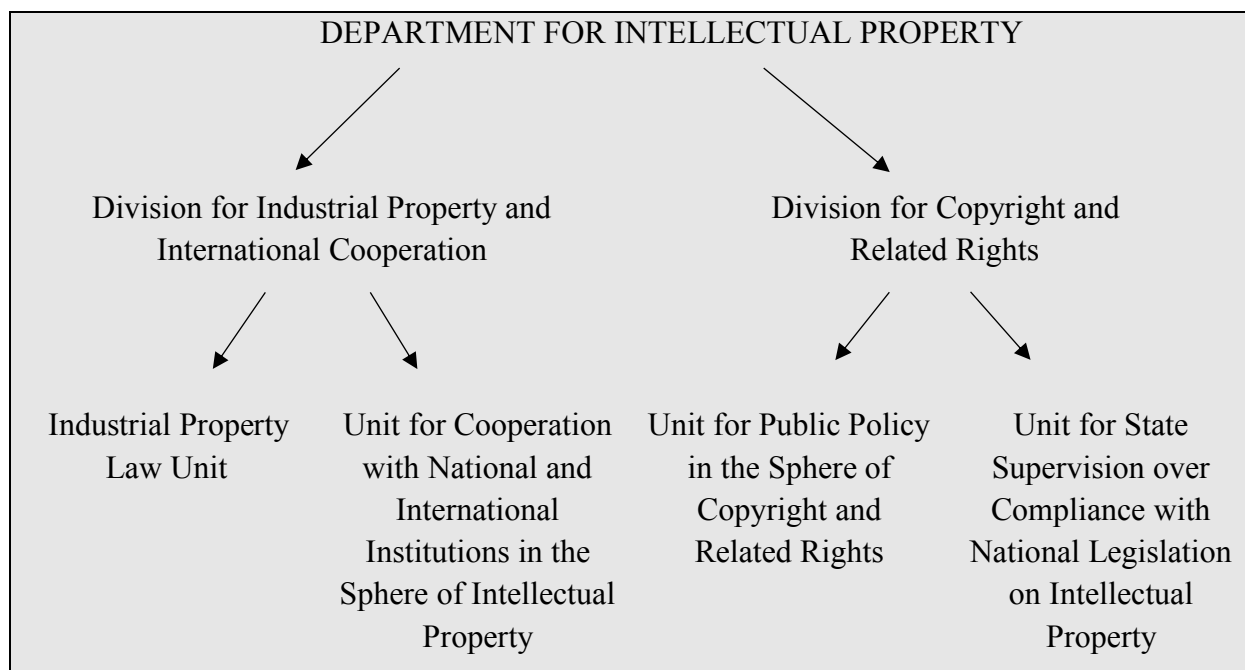 DEPARTMENT FOR INTELLECTUAL PROPERTY
Division for Industrial Property and
International Cooperation
Division for Copyright and
Related Rights
Industrial Property
Law Unit
Unit for Cooperation
with National and
International
Institutions in the
Sphere of Intellectual
Property
Unit for Public Policy
in the Sphere of
Copyright and
Related Rights
Unit for State
Supervision over
Compliance with
National Legislation
on Intellectual
Property